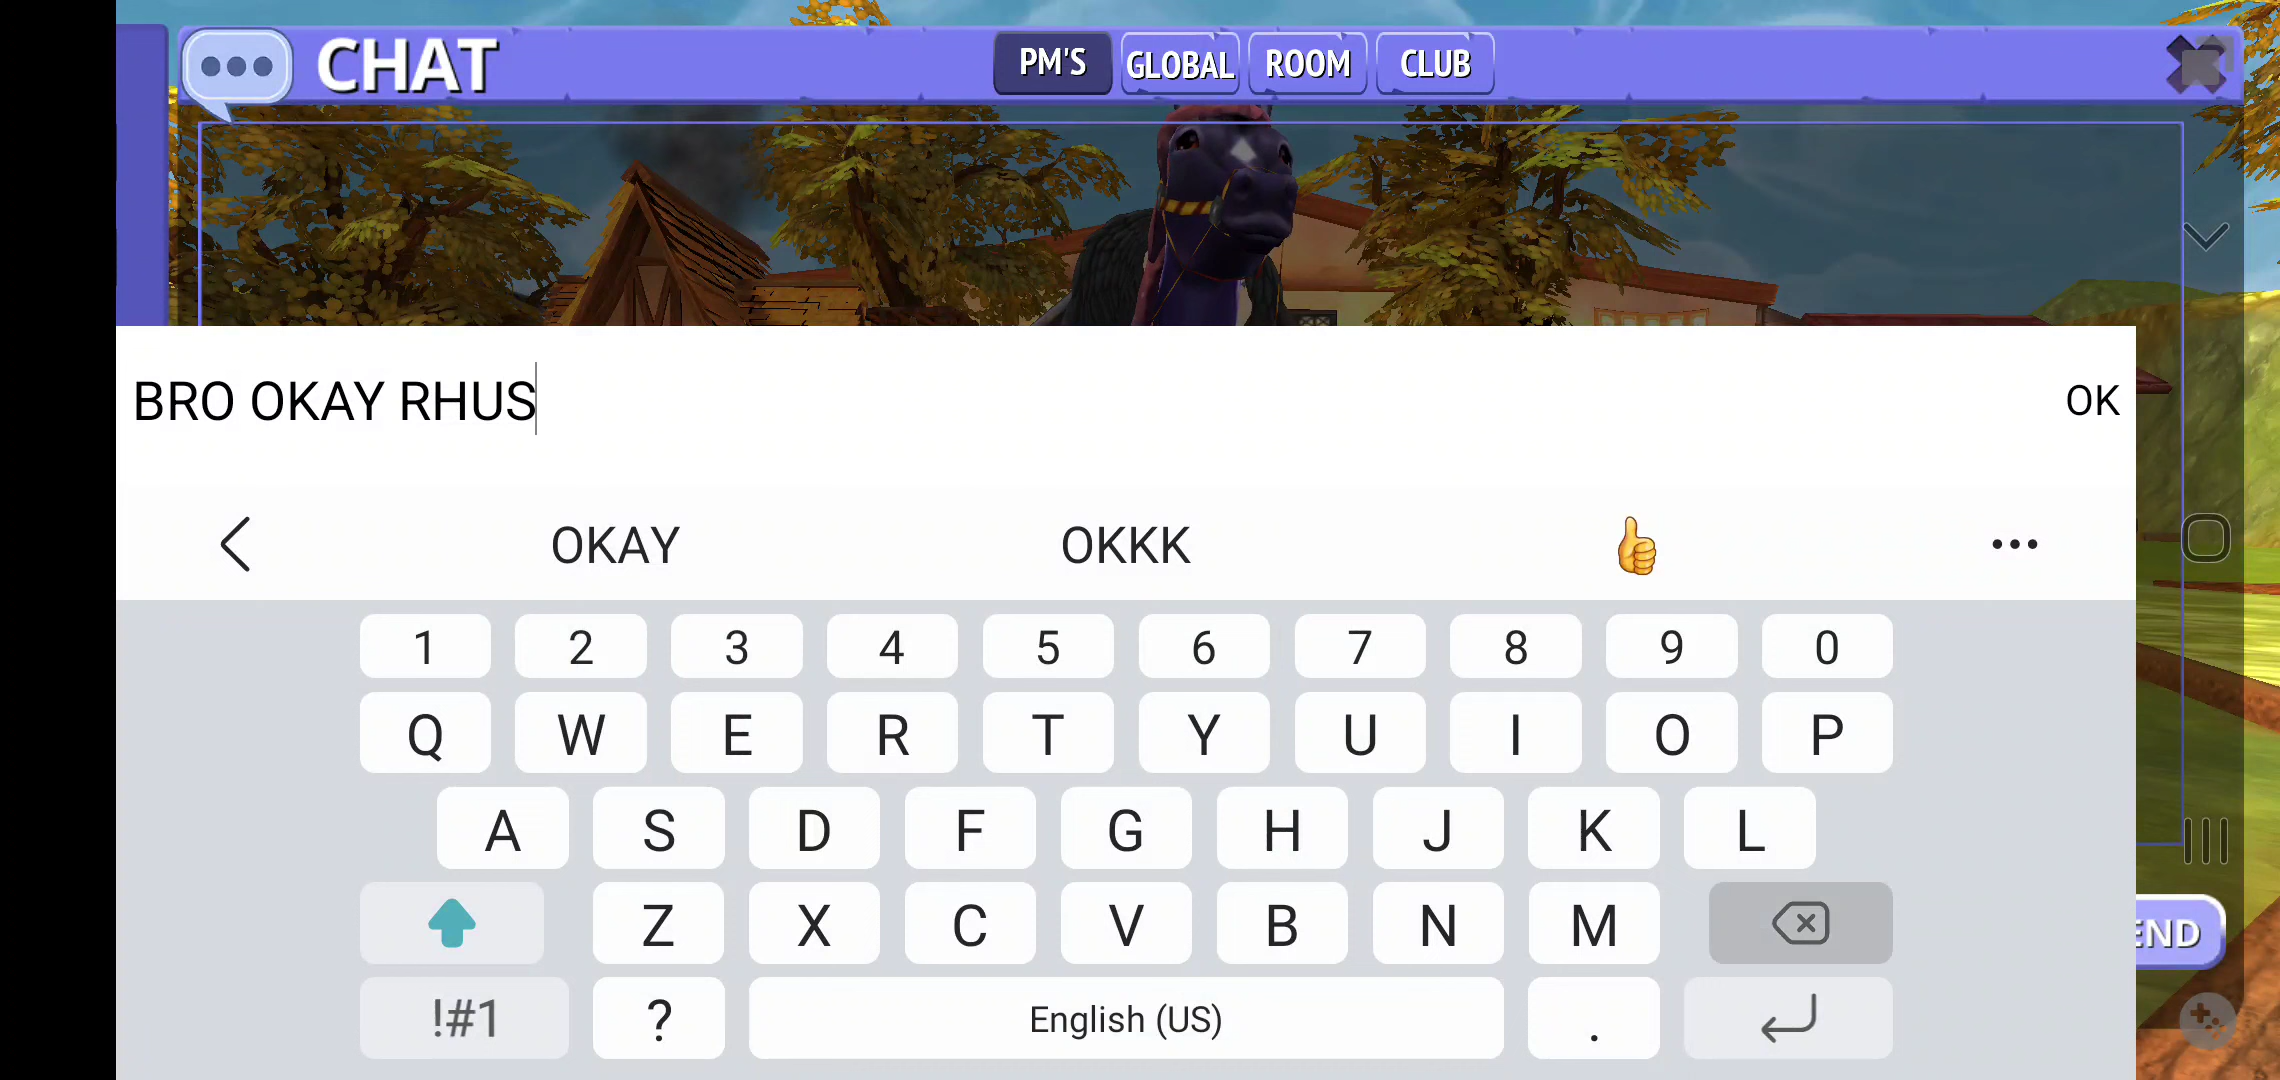 CHAT
PM'S GLOBAL ROOM CLUB
BRO OKAY RHUS
OK
OKAY OKKK 👍 •••
1 2 3 4 5 6 7 8 9 0
Q W E R T Y U I O P
A S D F G H J K L
Z X C V B N M
END
!#1 ? English (US) .